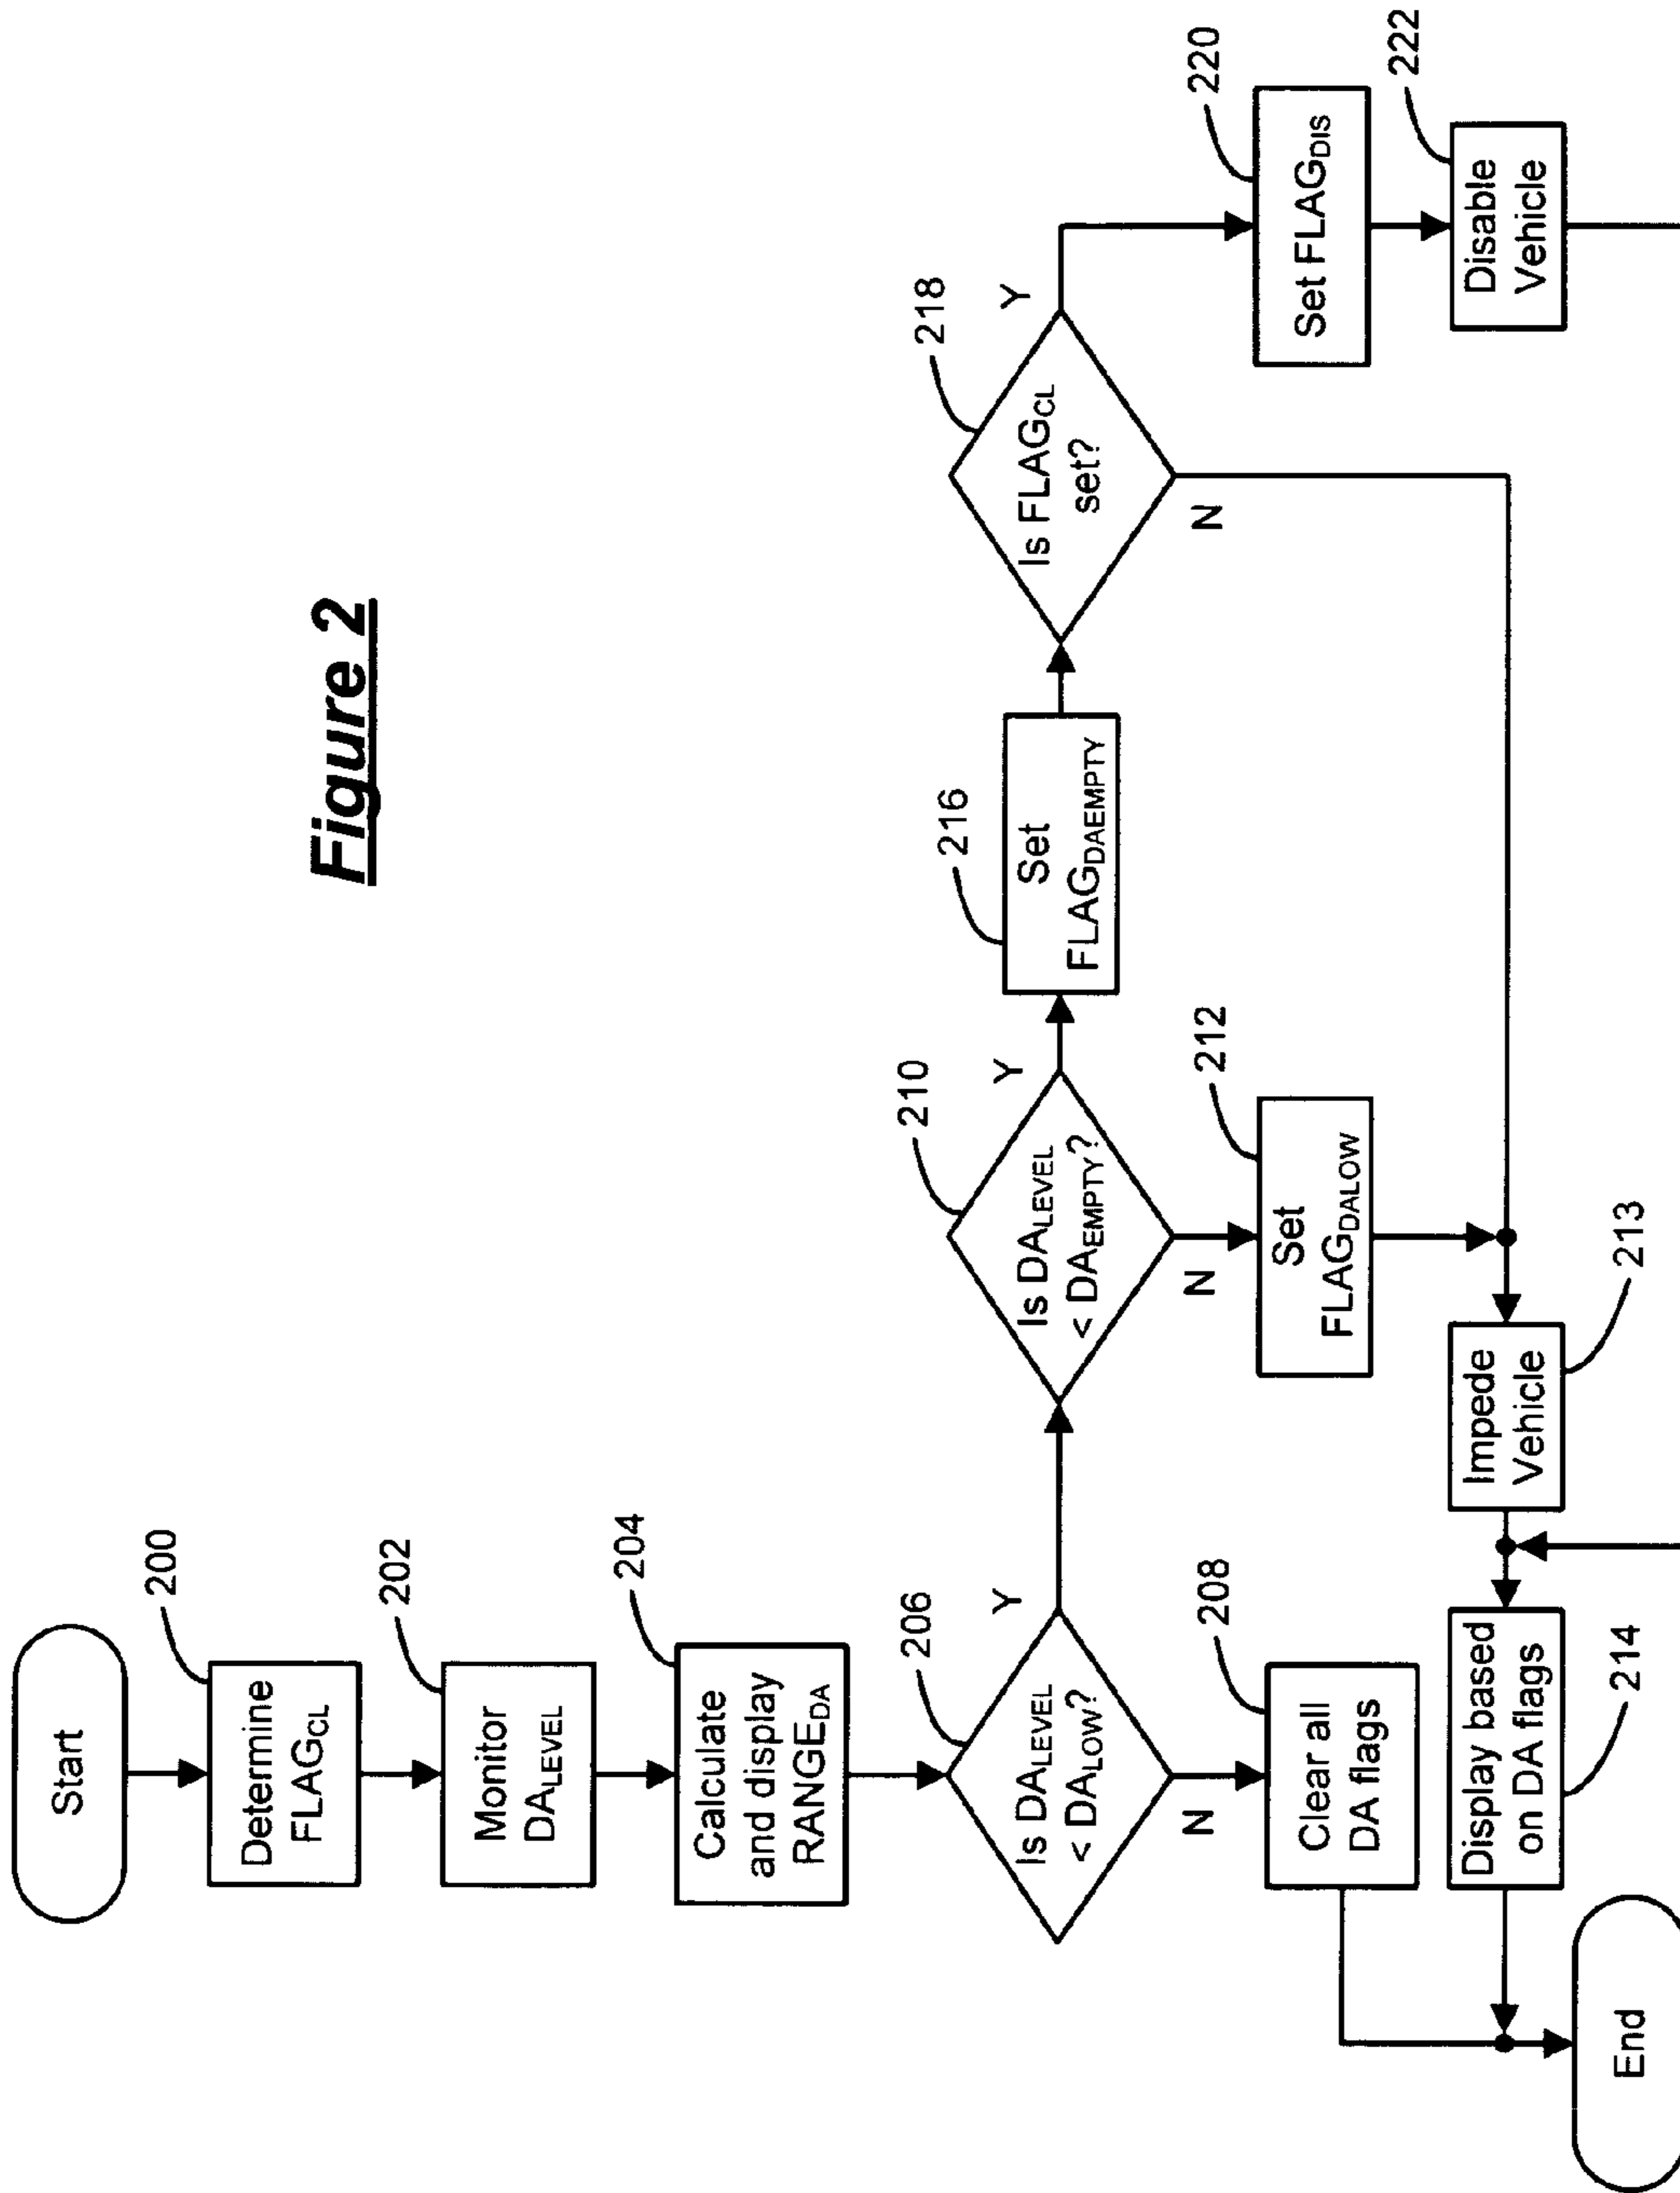 Figure 2
Start
200
Determine
FLAGCL
202
Monitor
DALEVEL
204
Calculate
and display
RANGEDA
206
Is DALEVEL
< DALOW?
Y
N
208
Clear all
DA flags
210
Is DALEVEL
< DAEMPTY?
Y
N
212
Set
FLAGDALOW
216
Set
FLAGDAEMPTY
218
Is FLAGCL
set?
Y
N
220
Set FLAGDIS
222
Disable
Vehicle
Impede
Vehicle
213
Display based
on DA flags
214
End